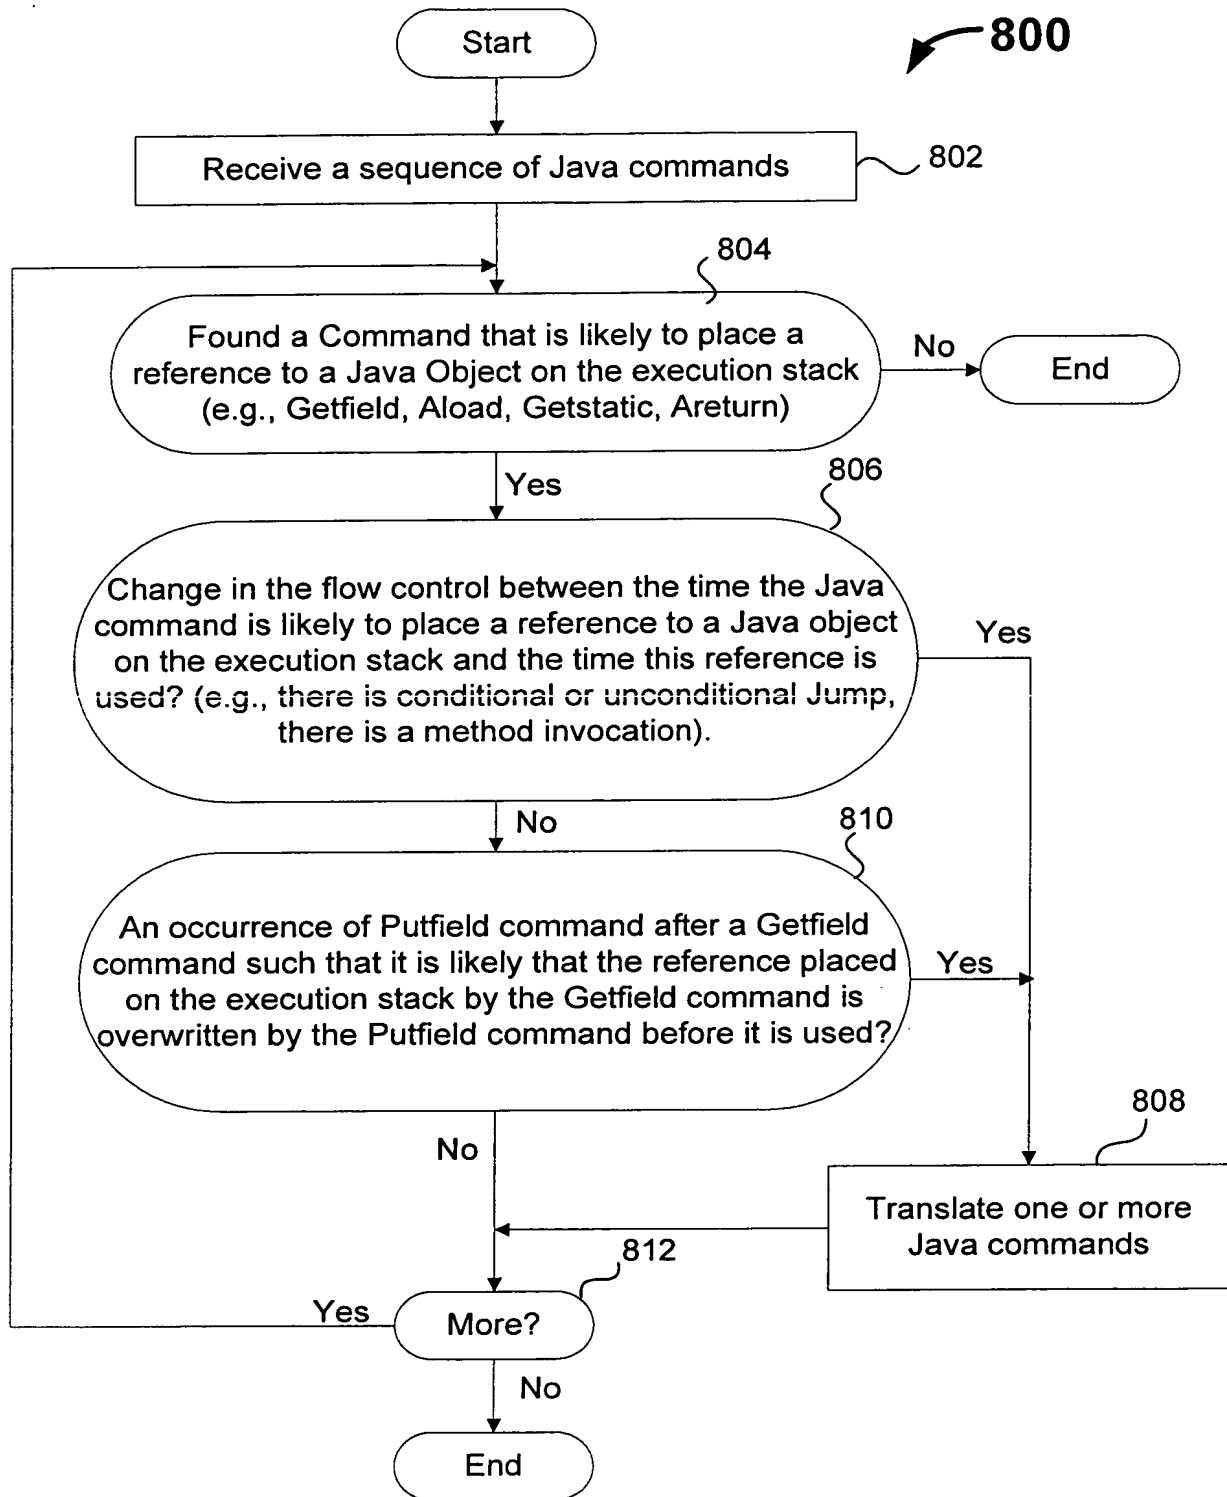 Start
800
Receive a sequence of Java commands
802
804
Found a Command that is likely to place a
reference to a Java Object on the execution stack
(e.g., Getfield, Aload, Getstatic, Areturn)
No
End
Yes
806
Change in the flow control between the time the Java
command is likely to place a reference to a Java object
on the execution stack and the time this reference is
used? (e.g., there is conditional or unconditional Jump,
there is a method invocation).
Yes
No
810
An occurrence of Putfield command after a Getfield
command such that it is likely that the reference placed
on the execution stack by the Getfield command is
overwritten by the Putfield command before it is used?
Yes
808
No
Translate one or more
Java commands
812
Yes
More?
No
End